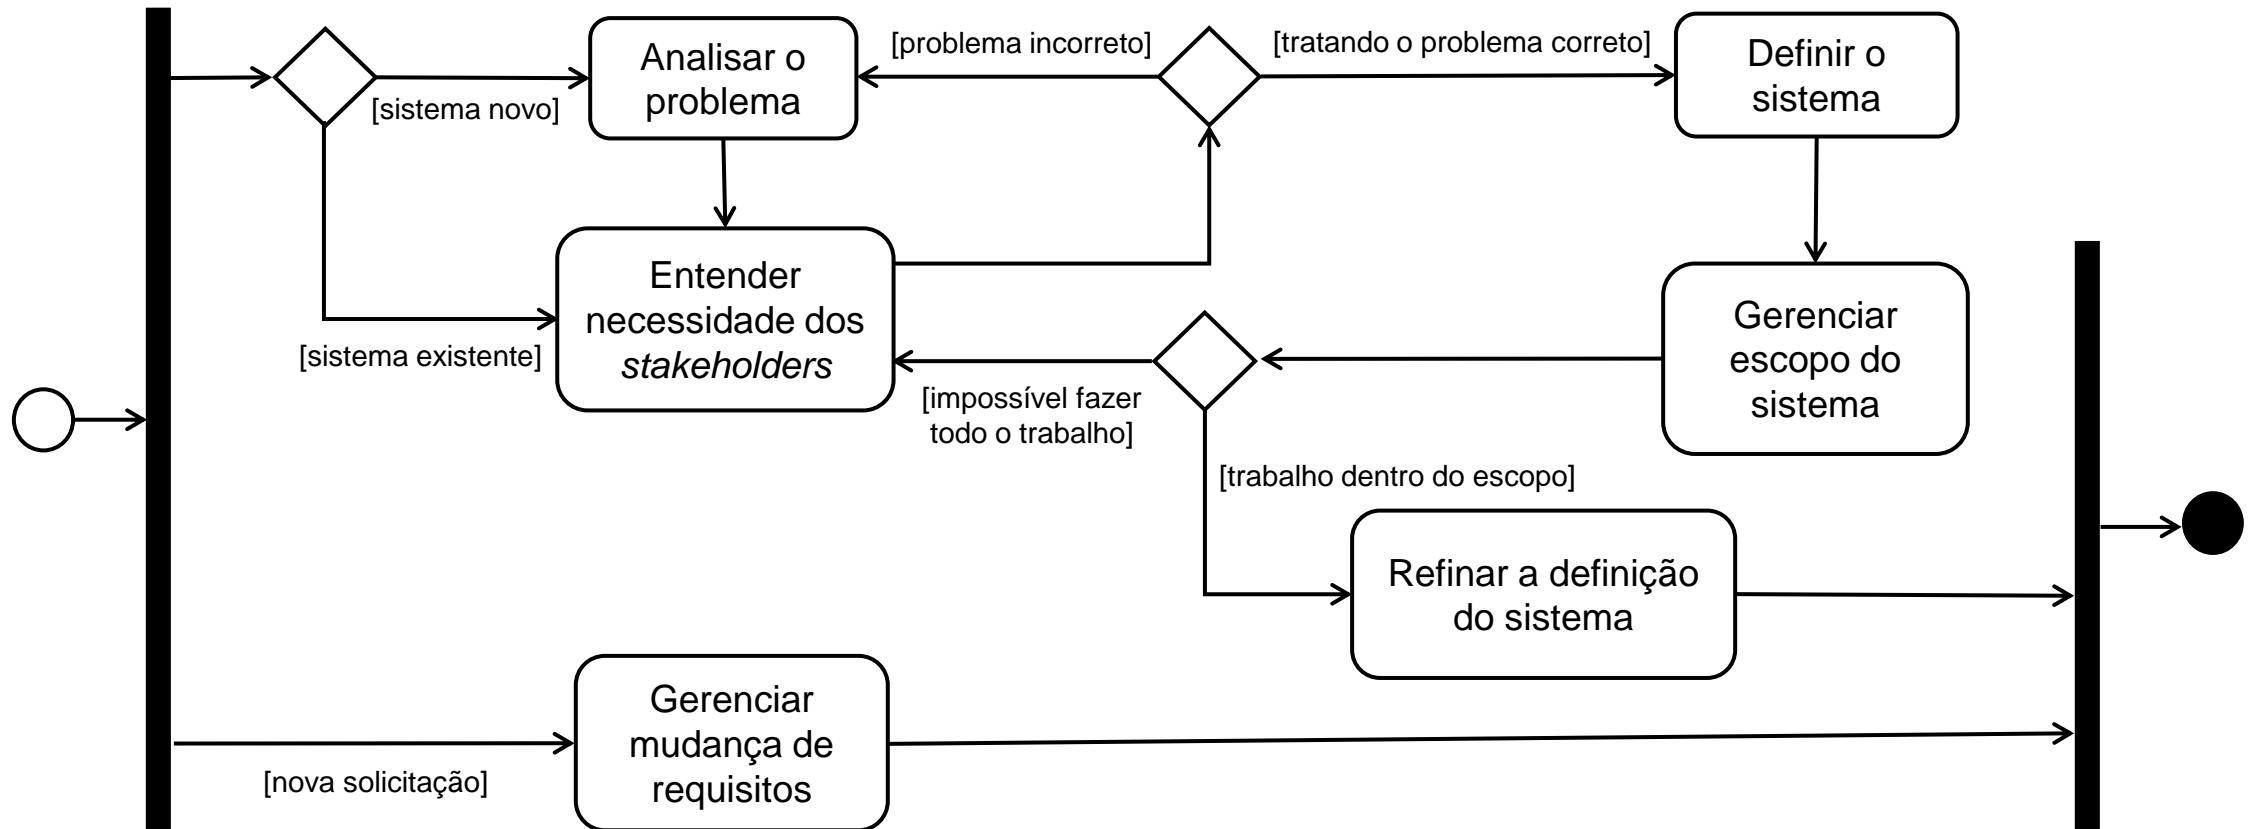 Analisar o
problema
[problema incorreto]
[tratando o problema correto]
Definir o
sistema
[sistema novo]
Entender
necessidade dos
stakeholders
[sistema existente]
[impossível fazer
todo o trabalho]
Gerenciar
escopo do
sistema
[trabalho dentro do escopo]
Refinar a definição
do sistema
Gerenciar
mudança de
requisitos
[nova solicitação]